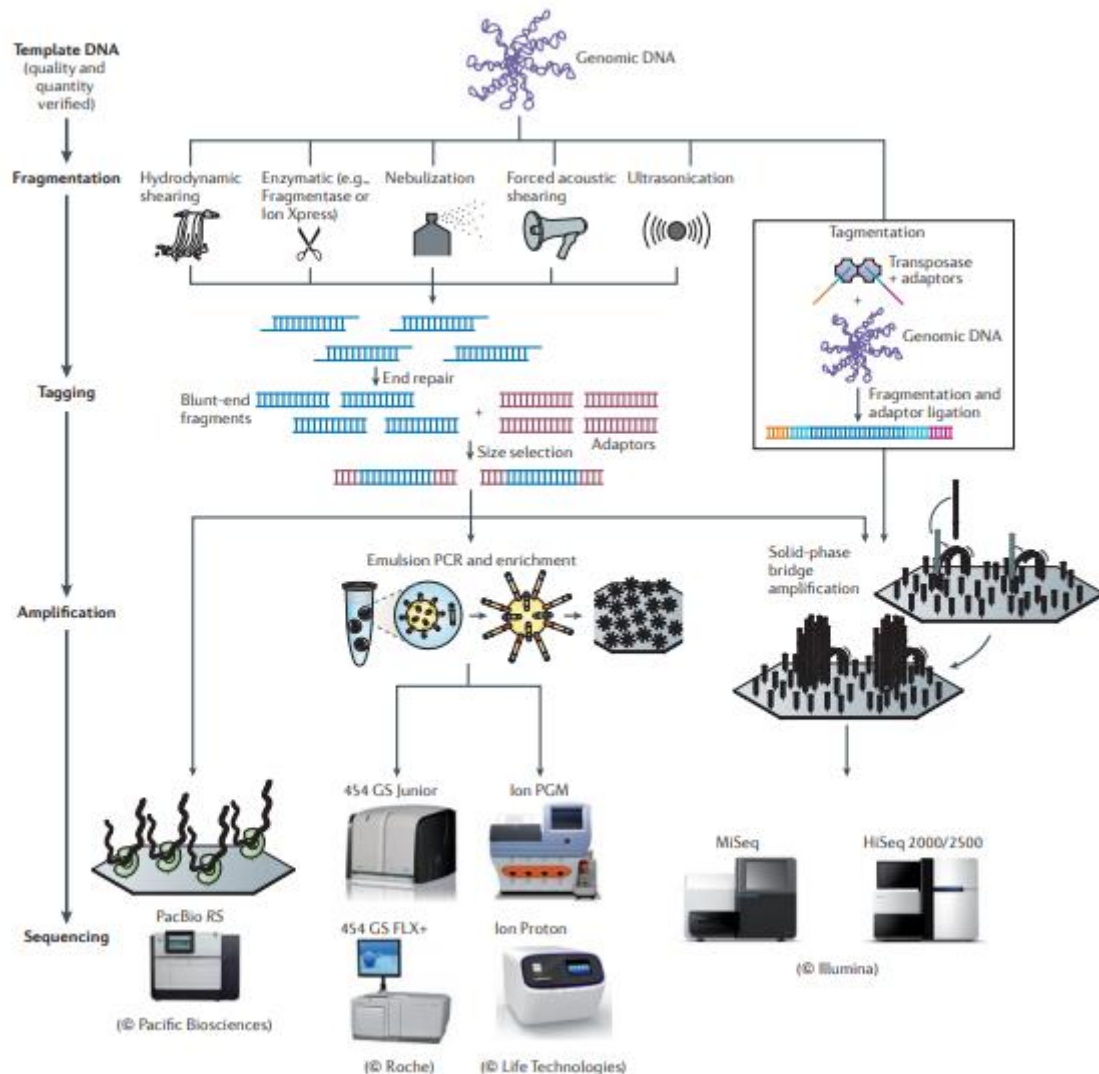 Template DNA
(quality and
quantity
verified)
Genomic DNA
Fragmentation
Hydrodynamic
shearing
Enzymatic (e.g.,
Fragmentase or
Ion Xpress)
Nebulization
Forced acoustic
shearing
Ultrasonication
Tagmentation
Transposase
+ adaptors
+
Genomic DNA
Fragmentation and
adaptor ligation
Tagging
End repair
Blunt-end
fragments
+
Adaptors
Size selection
Emulsion PCR and enrichment
Solid-phase
bridge
amplification
Amplification
454 GS Junior
Ion PGM
MiSeq
HiSeq 2000/2500
PacBio RS
Sequencing
454 GS FLX+
Ion Proton
(© Illumina)
(© Pacific Biosciences)
(© Roche)
(© Life Technologies)